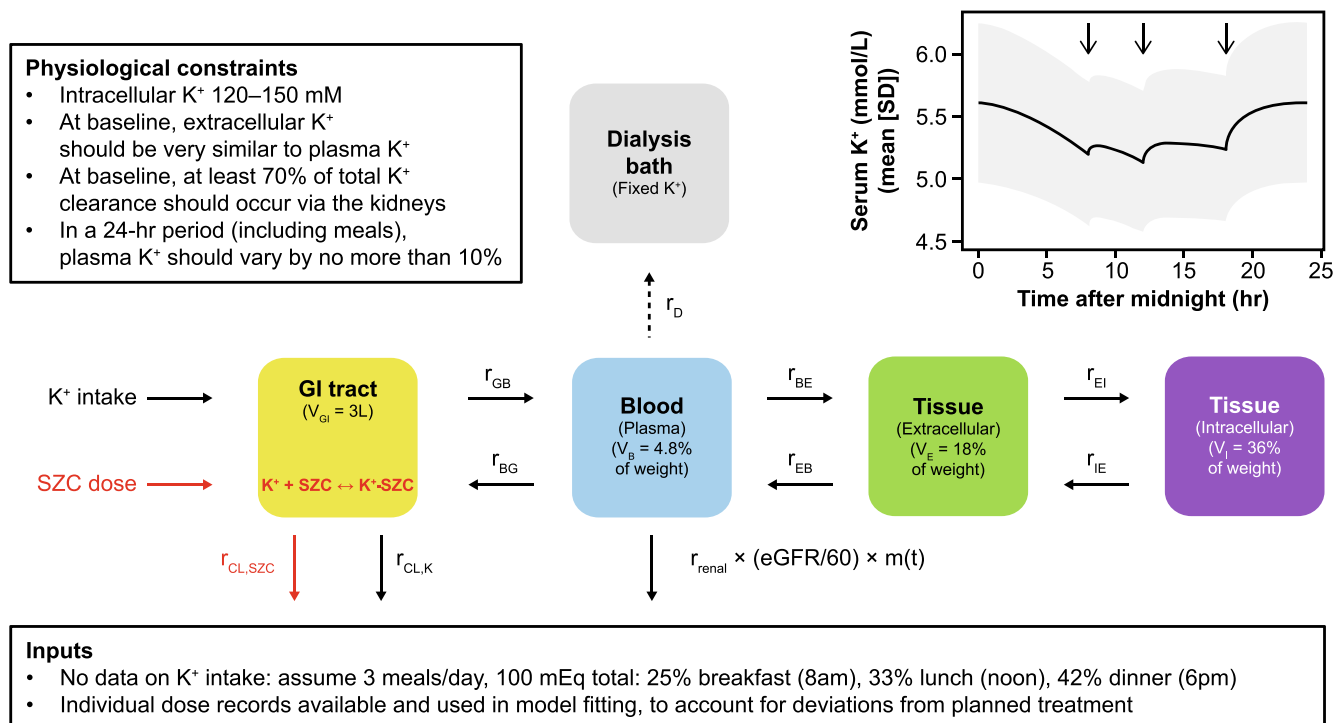 Physiological constraints
• Intracellular K⁺ 120–150 mM
• At baseline, extracellular K⁺
should be very similar to plasma K⁺
• At baseline, at least 70% of total K⁺
clearance should occur via the kidneys
• In a 24-hr period (including meals),
plasma K⁺ should vary by no more than 10%
Dialysis
bath
(Fixed K⁺)
r_D
Serum K⁺ (mmol/L)
(mean [SD])
6.0
5.5
5.0
4.5
0 5 10 15 20 25
Time after midnight (hr)
K⁺ intake
SZC dose
GI tract
(V_GI = 3L)
K⁺ + SZC ↔ K⁺-SZC
r_GB
r_BG
Blood
(Plasma)
(V_B = 4.8%
of weight)
r_BE
r_EB
Tissue
(Extracellular)
(V_E = 18%
of weight)
r_EI
r_IE
Tissue
(Intracellular)
(V_I = 36%
of weight)
r_CL,SZC
r_CL,K
r_renal × (eGFR/60) × m(t)
Inputs
• No data on K⁺ intake: assume 3 meals/day, 100 mEq total: 25% breakfast (8am), 33% lunch (noon), 42% dinner (6pm)
• Individual dose records available and used in model fitting, to account for deviations from planned treatment